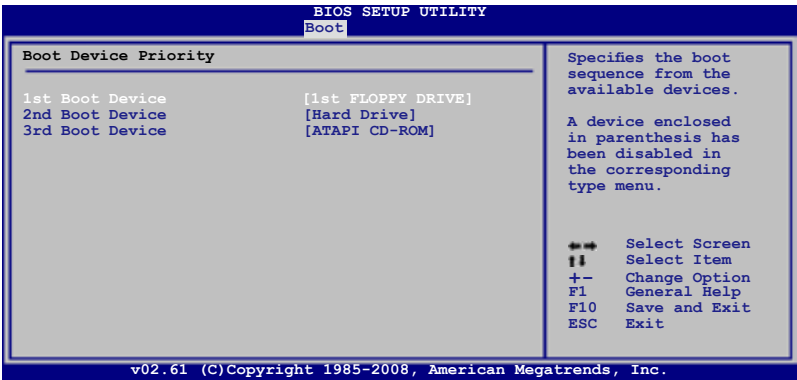 BIOS SETUP UTILITY
Boot
Boot Device Priority
1st Boot Device [1st FLOPPY DRIVE]
2nd Boot Device [Hard Drive]
3rd Boot Device [ATAPI CD-ROM]
Specifies the boot
sequence from the
available devices.
A device enclosed
in parenthesis has
been disabled in
the corresponding
type menu.
←→ Select Screen
↑↓ Select Item
+- Change Option
F1 General Help
F10 Save and Exit
ESC Exit
v02.61 (C)Copyright 1985-2008, American Megatrends, Inc.